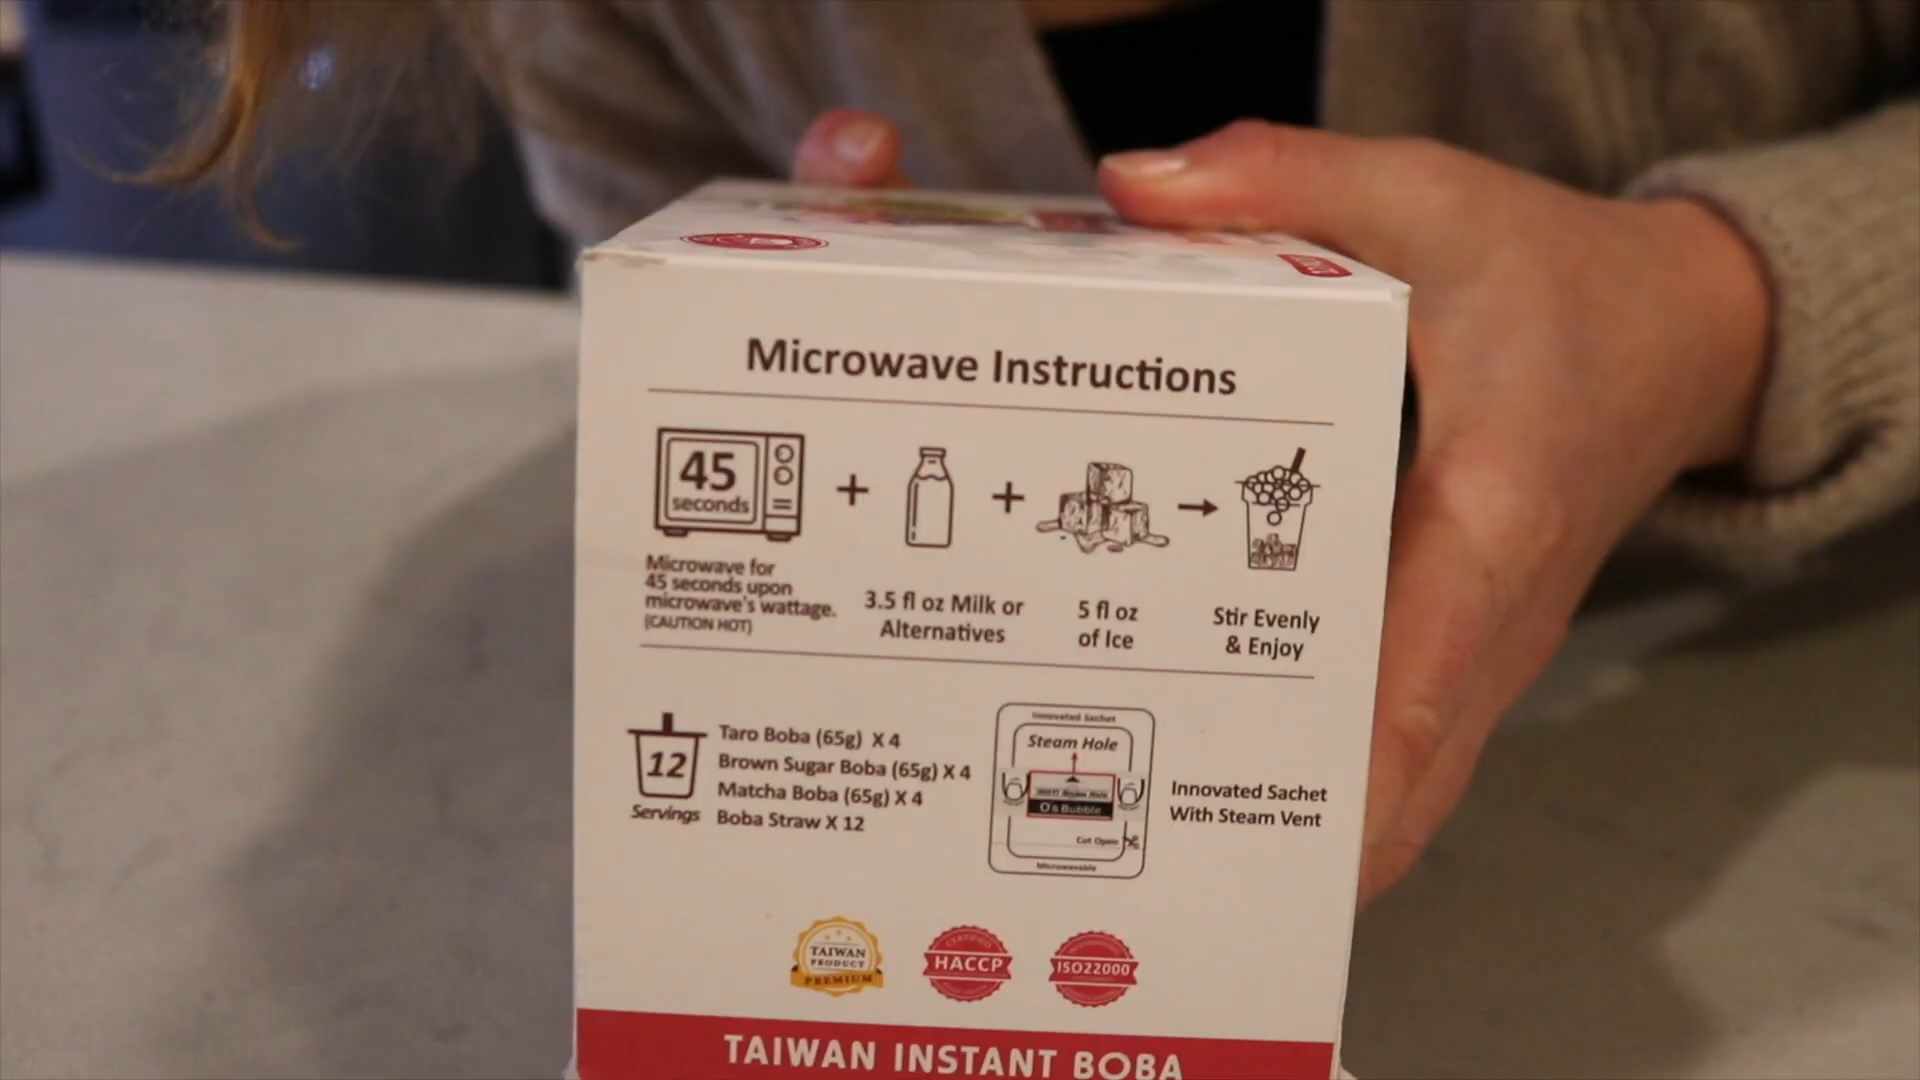 Microwave Instructions
45
seconds
Microwave for
45 seconds upon
microwave's wattage.
(CAUTION HOT)
3.5 fl oz Milk or
Alternatives
5 fl oz
of Ice
Stir Evenly
& Enjoy
12
Servings
Taro Boba (65g) X 4
Brown Sugar Boba (65g) X 4
Matcha Boba (65g) X 4
Boba Straw X 12
Innovated Sachet
Steam Hole
O's Bubble
Cut Open
Microwavable
Innovated Sachet
With Steam Vent
TAIWAN
PRODUCT
PREMIUM
CERTIFIED
HACCP
ISO22000
TAIWAN INSTANT BOBA